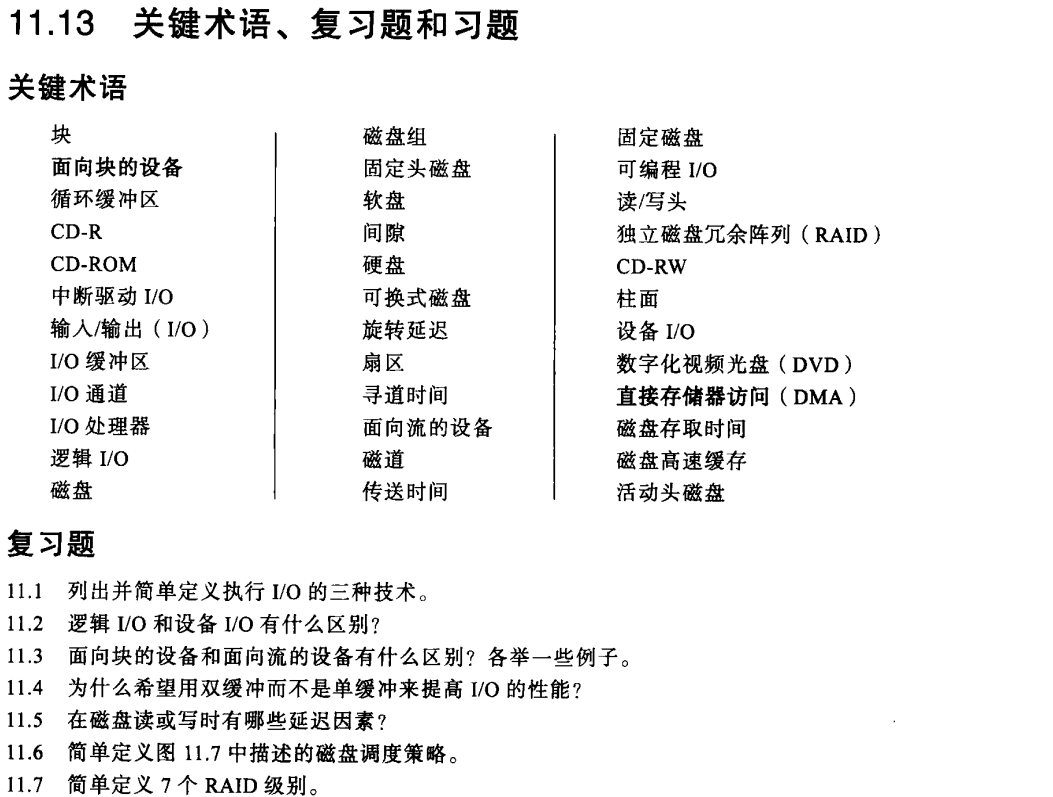 11.13 关键术语、复习题和习题
关键术语
块
面向块的设备
循环缓冲区
CD-R
CD-ROM
中断驱动 I/O
输入/输出（I/O）
I/O 缓冲区
I/O 通道
I/O 处理器
逻辑 I/O
磁盘
磁盘组
固定头磁盘
软盘
间隙
硬盘
可换式磁盘
旋转延迟
扇区
寻道时间
面向流的设备
磁道
传送时间
固定磁盘
可编程 I/O
读/写头
独立磁盘冗余阵列（RAID）
CD-RW
柱面
设备 I/O
数字化视频光盘（DVD）
直接存储器访问（DMA）
磁盘存取时间
磁盘高速缓存
活动头磁盘
复习题
11.1 列出并简单定义执行 I/O 的三种技术。
11.2 逻辑 I/O 和设备 I/O 有什么区别？
11.3 面向块的设备和面向流的设备有什么区别？各举一些例子。
11.4 为什么希望用双缓冲而不是单缓冲来提高 I/O 的性能？
11.5 在磁盘读或写时有哪些延迟因素？
11.6 简单定义图 11.7 中描述的磁盘调度策略。
11.7 简单定义 7 个 RAID 级别。